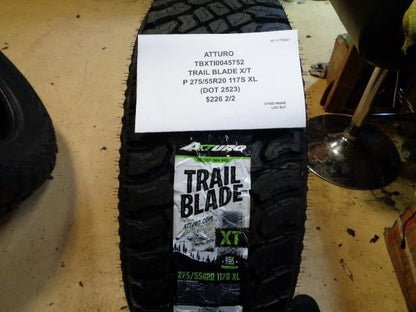 ATTURO
TBXTI0045752
TRAIL BLADE X/T
P 275/55R20 117S XL
(DOT 2523)
$226 2/2
ATTURO
TRAIL
BLADE
ATTURO.COM
XT
275/55R20 117S XL